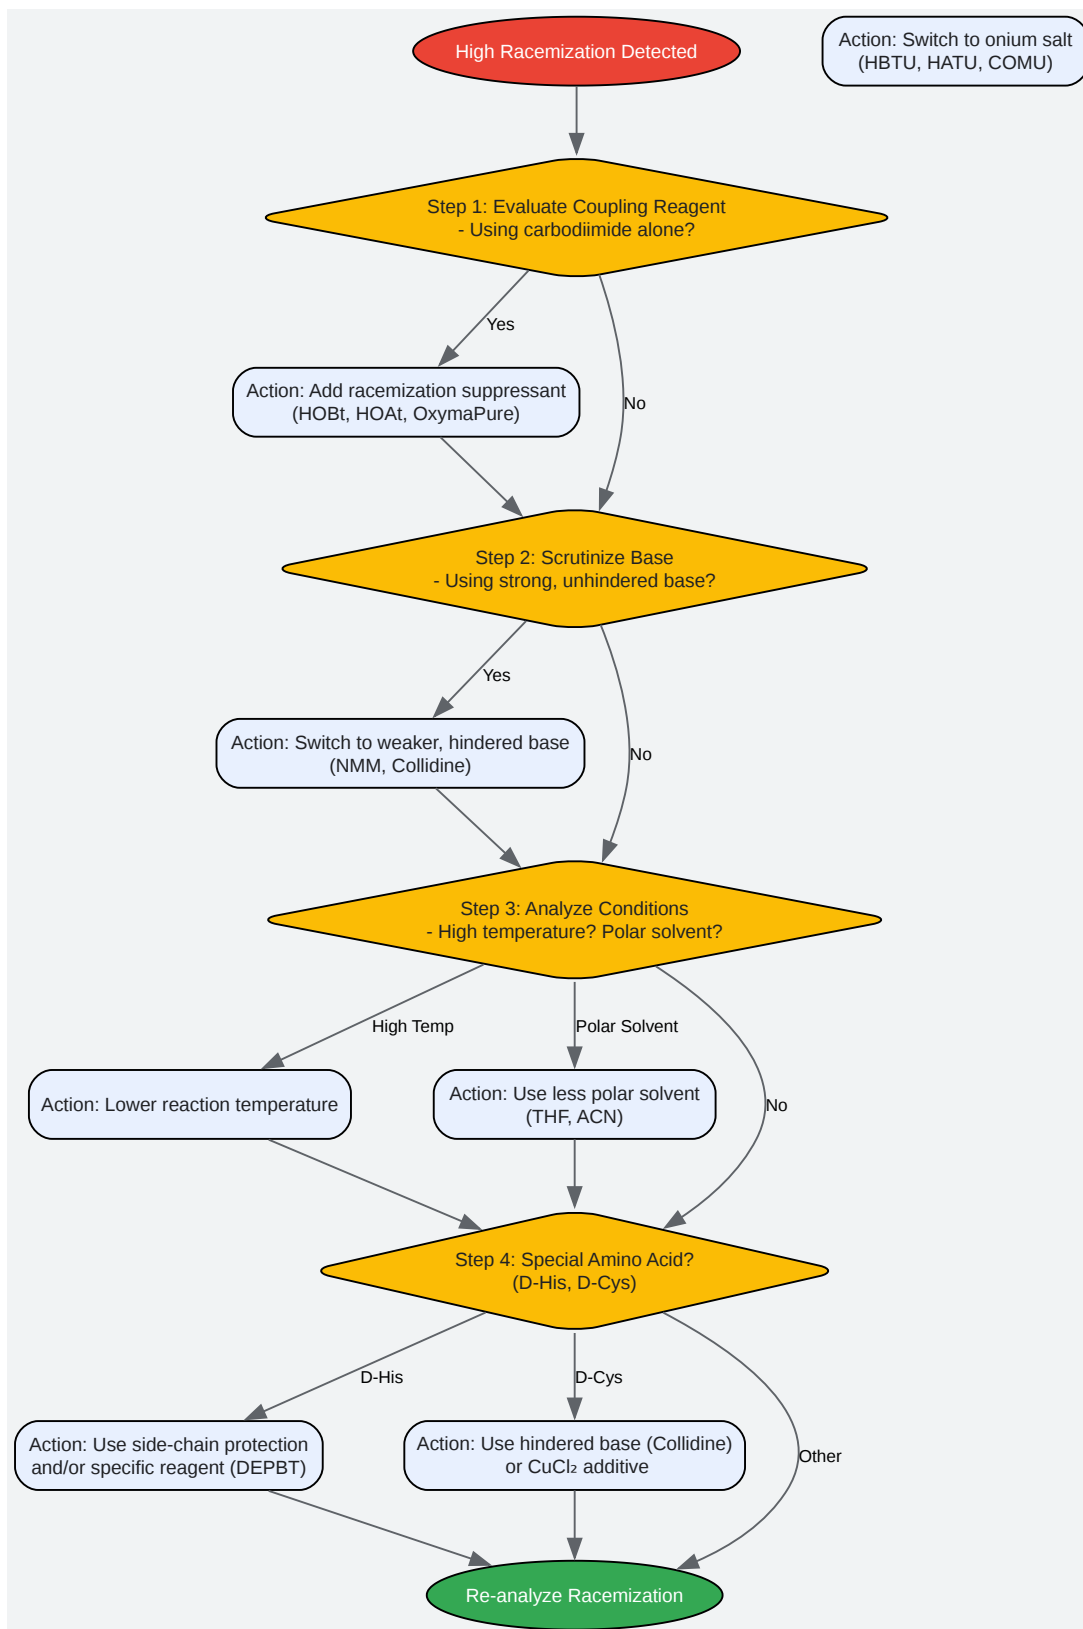 High Racemization Detected
Action: Switch to onium salt
(HBTU, HATU, COMU)
Step 1: Evaluate Coupling Reagent
- Using carbodiimide alone?
Yes
No
Action: Add racemization suppressant
(HOBt, HOAt, OxymaPure)
Step 2: Scrutinize Base
- Using strong, unhindered base?
Yes
No
Action: Switch to weaker, hindered base
(NMM, Collidine)
Step 3: Analyze Conditions
- High temperature? Polar solvent?
High Temp
Polar Solvent
No
Action: Lower reaction temperature
Action: Use less polar solvent
(THF, ACN)
Step 4: Special Amino Acid?
(D-His, D-Cys)
D-His
D-Cys
Other
Action: Use side-chain protection
and/or specific reagent (DEPBT)
Action: Use hindered base (Collidine)
or CuCl₂ additive
Re-analyze Racemization